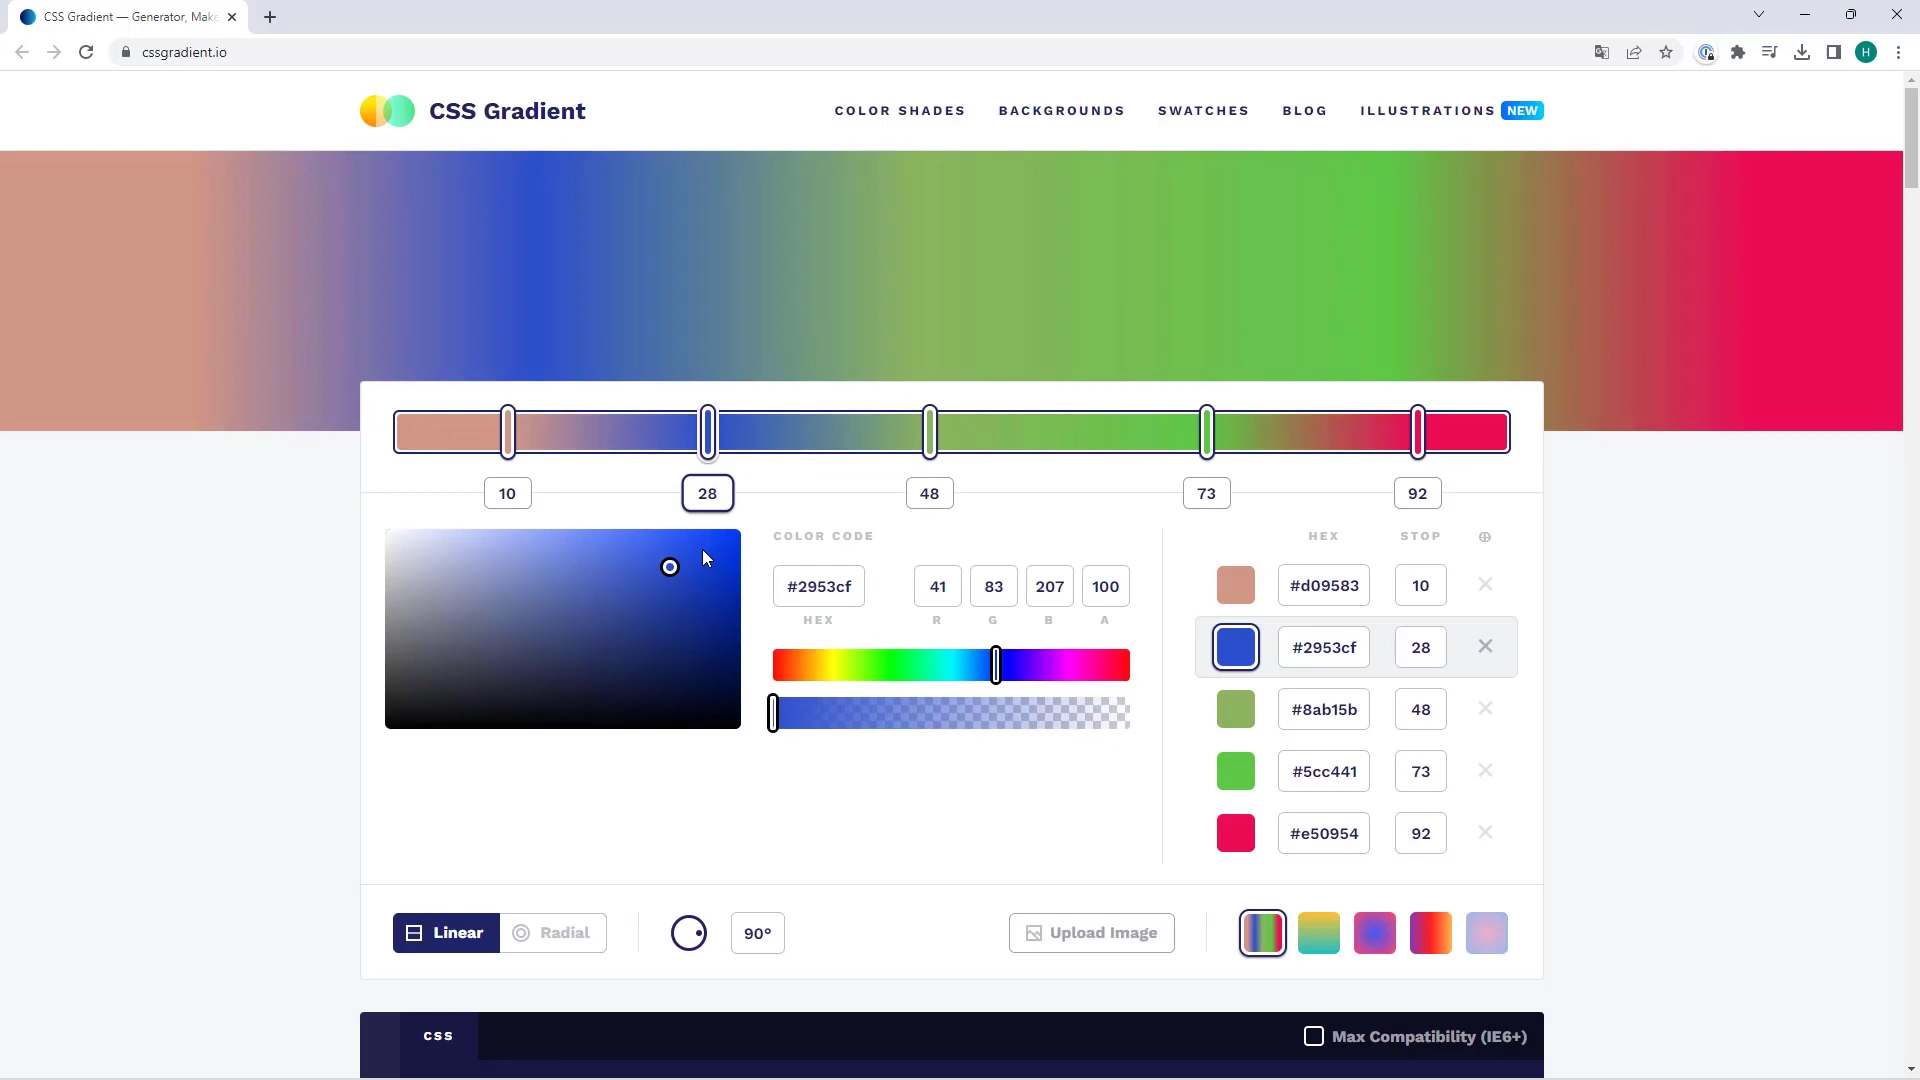 CSS Gradient — Generator, Make
cssgradient.io
H
CSS Gradient
COLOR SHADES
BACKGROUNDS
SWATCHES
BLOG
ILLUSTRATIONS NEW
10
28
48
73
92
COLOR CODE
#2953cf
41
83
207
100
HEX
R
G
B
A
HEX
STOP
#d09583
10
#2953cf
28
#8ab15b
48
#5cc441
73
#e50954
92
Linear
Radial
90°
Upload Image
CSS
Max Compatibility (IE6+)